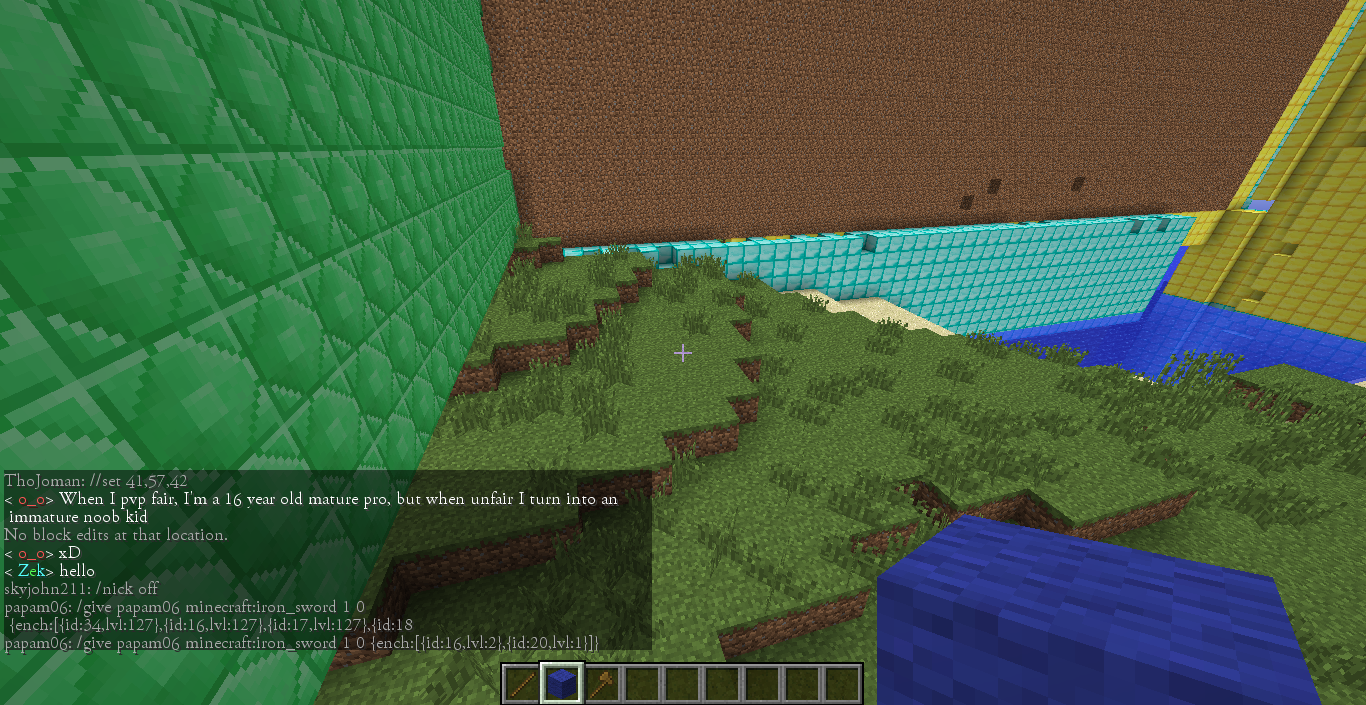 ThoJoman: //set 41,57,42
< o_o> When I pvp fair, I'm a 16 year old mature pro, but when unfair I turn into an
immature noob kid
No block edits at that location.
< o_o> xD
< Zek> hello
skyjohn211: /nick off
papam06: /give papam06 minecraft:iron_sword 1 0
{ench:[{id:34,lvl:127},{id:16,lvl:127},{id:17,lvl:127},{id:18
papam06: /give papam06 minecraft:iron_sword 1 0 {ench:[{id:16,lvl:2},{id:20,lvl:1}]}